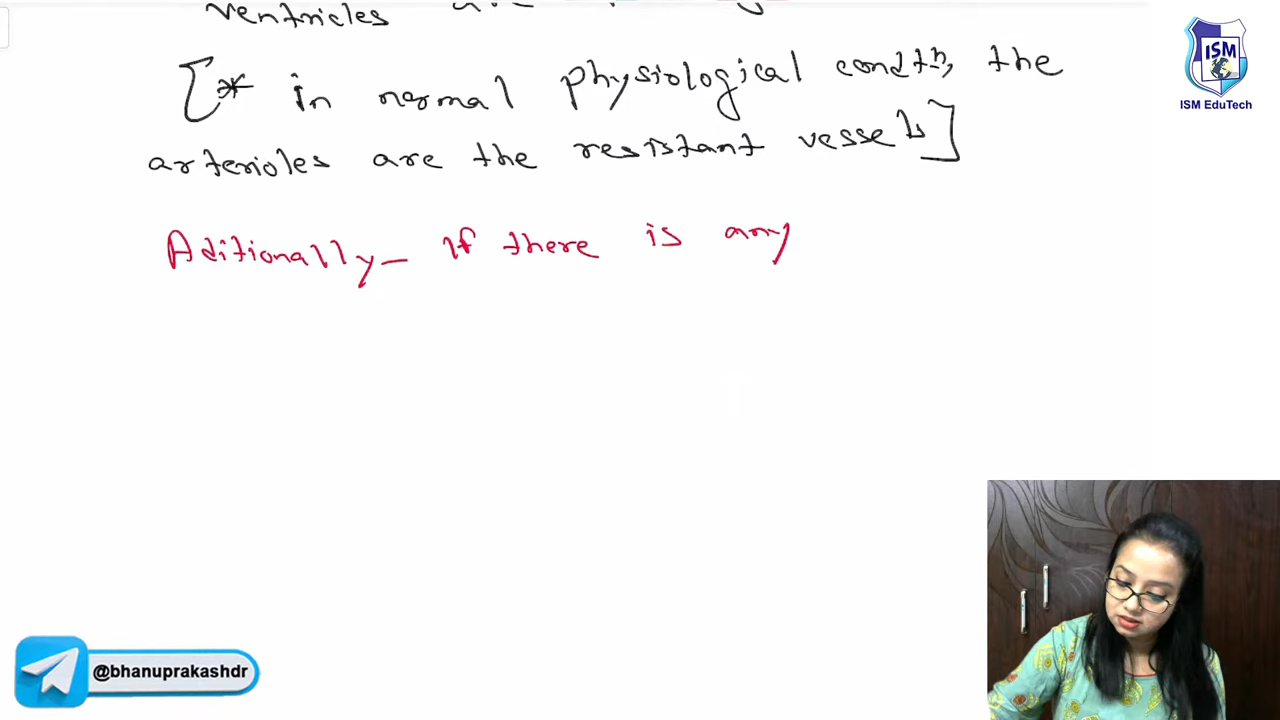 ventricles
[* in normal physiological condtn, the
arterioles are the resistant vessels]
Aditionally - If there is any
ISM
ISM EduTech
@bhanuprakashdr